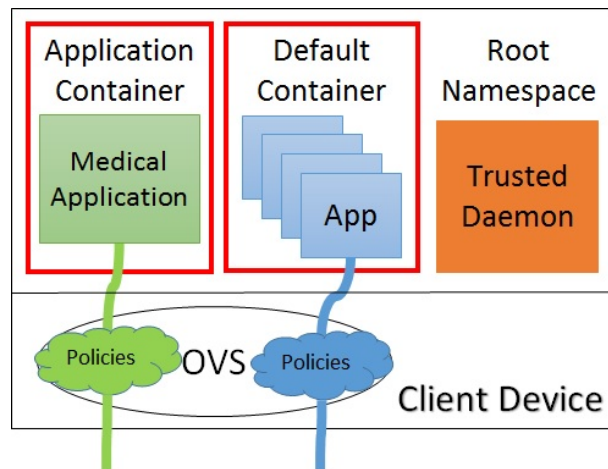 Application
Container
Medical
Application
Default
Container
App
Root
Namespace
Trusted
Daemon
Policies
OVS
Policies
Client Device